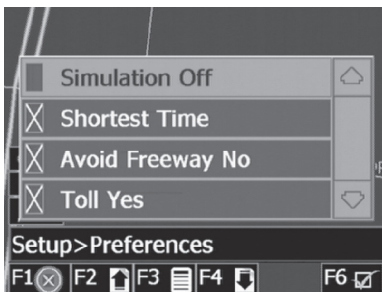 Simulation Off
Shortest Time
Avoid Freeway No
Toll Yes
Setup>Preferences
F1 F2 F3 F4 F6